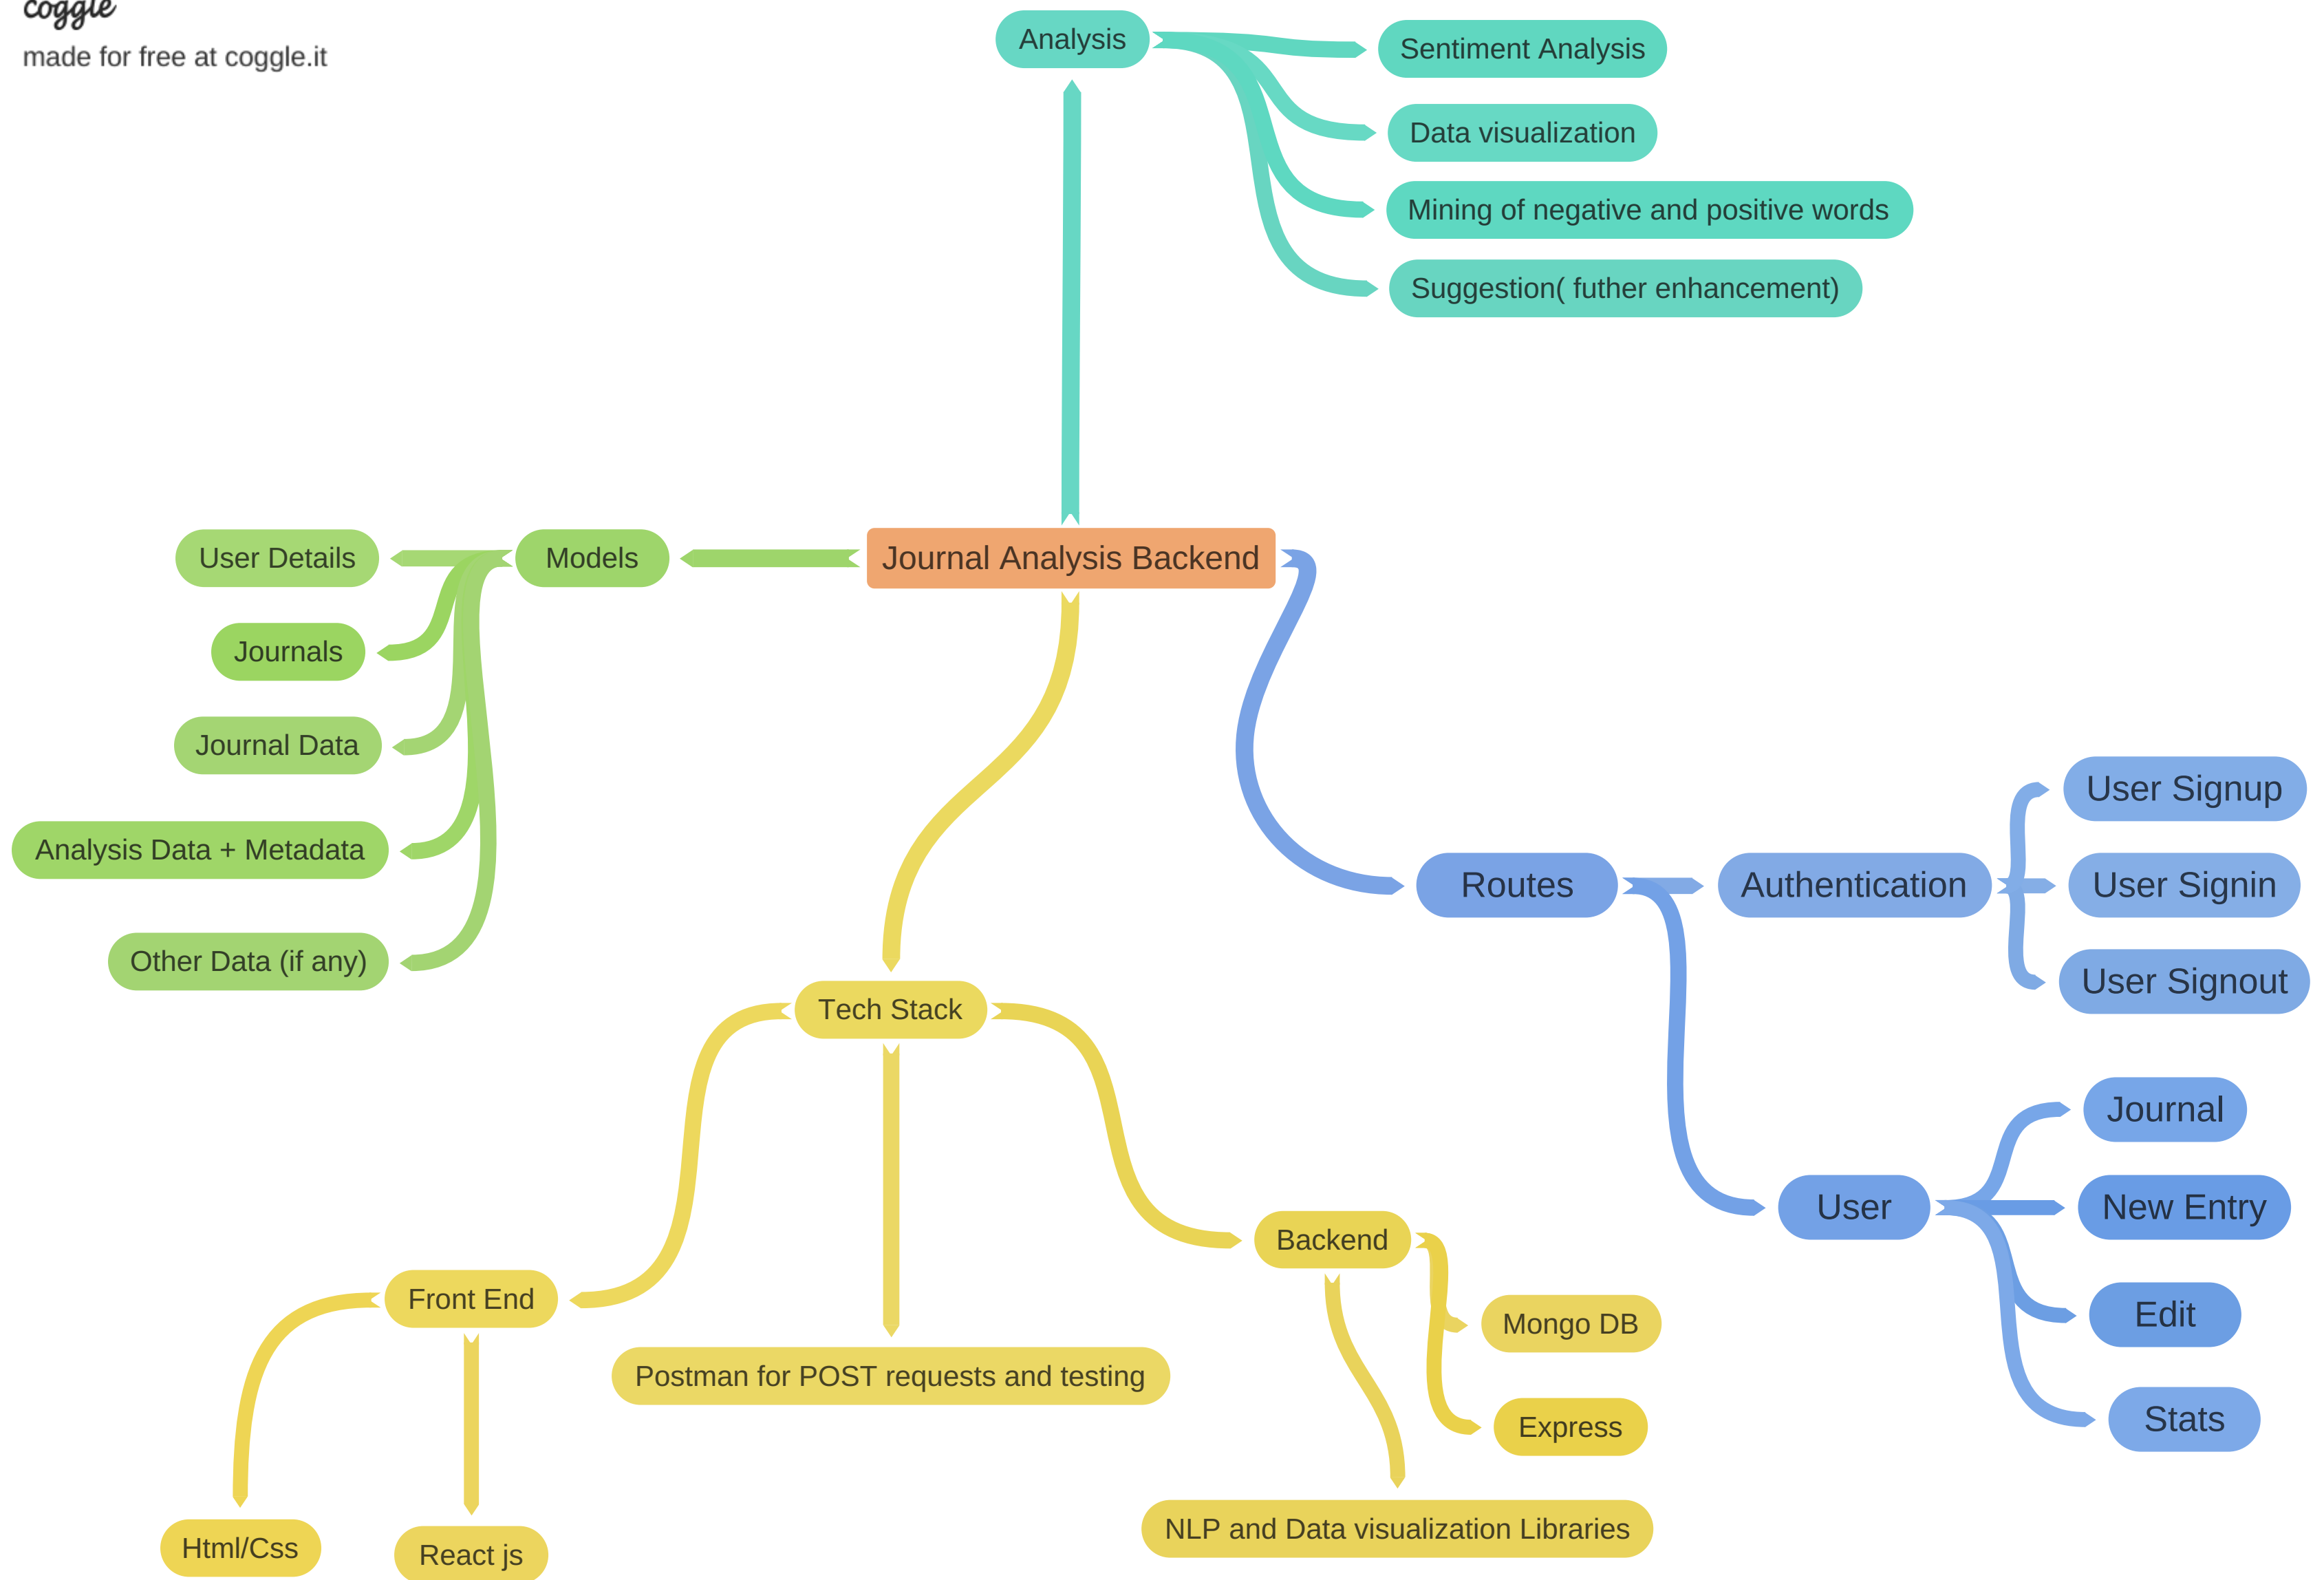 coggle
made for free at coggle.it
Analysis
Sentiment Analysis
Data visualization
Mining of negative and positive words
Suggestion( futher enhancement)
Journal Analysis Backend
Models
User Details
Journals
Journal Data
Analysis Data + Metadata
Other Data (if any)
Routes
Authentication
User Signup
User Signin
User Signout
User
Journal
New Entry
Edit
Stats
Tech Stack
Front End
Html/Css
React js
Postman for POST requests and testing
Backend
Mongo DB
Express
NLP and Data visualization Libraries